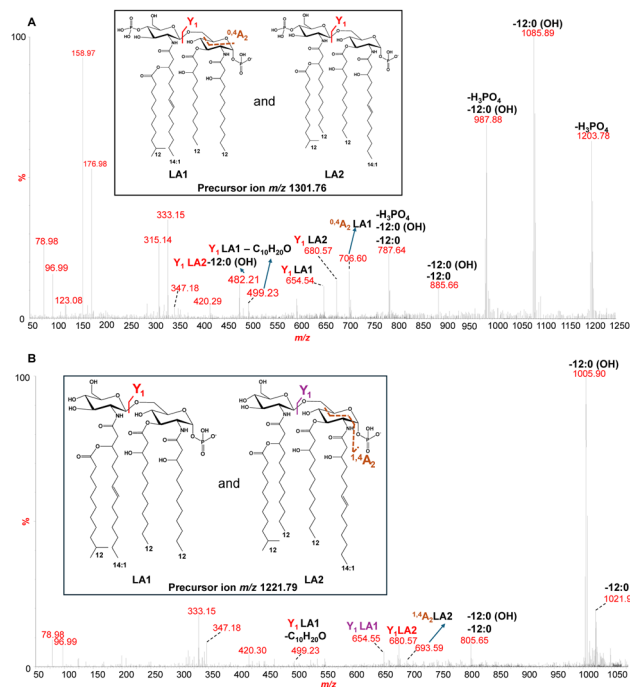 A
Y1
0,4A2
Y1
and
12
14:1
12
12
LA1
12
12
12
14:1
LA2
Precursor ion m/z 1301.76
100
%
0
158.97
176.98
78.98
96.99
123.08
333.15
315.14
347.18
420.29
Y1 LA2-12:0 (OH)
482.21
Y1 LA1 – C10H20O
499.23
Y1 LA1
654.54
Y1 LA2
680.57
0,4A2 LA1
706.60
-H3PO4
-12:0 (OH)
-12:0
787.64
-12:0 (OH)
-12:0
885.66
-H3PO4
-12:0 (OH)
987.88
-12:0 (OH)
1085.89
-H3PO4
1203.78
50 100 150 200 250 300 350 400 450 500 550 600 650 700 750 800 850 900 950 1000 1050 1100 1150 1200 1250
m/z
B
Y1
Y1
1,4A2
and
12
14:1
12
12
LA1
12
12
12
14:1
LA2
Precursor ion m/z 1221.79
100
%
0
78.98
96.99
333.15
347.18
420.30
Y1 LA1
-C10H20O
499.23
Y1 LA1
654.55
Y1LA2
680.57
1,4A2LA2
693.59
-12:0 (OH)
-12:0
805.65
-12:0 (OH)
1005.90
-12:0
1021.9
50 100 150 200 250 300 350 400 450 500 550 600 650 700 750 800 850 900 950 1000 1050
m/z